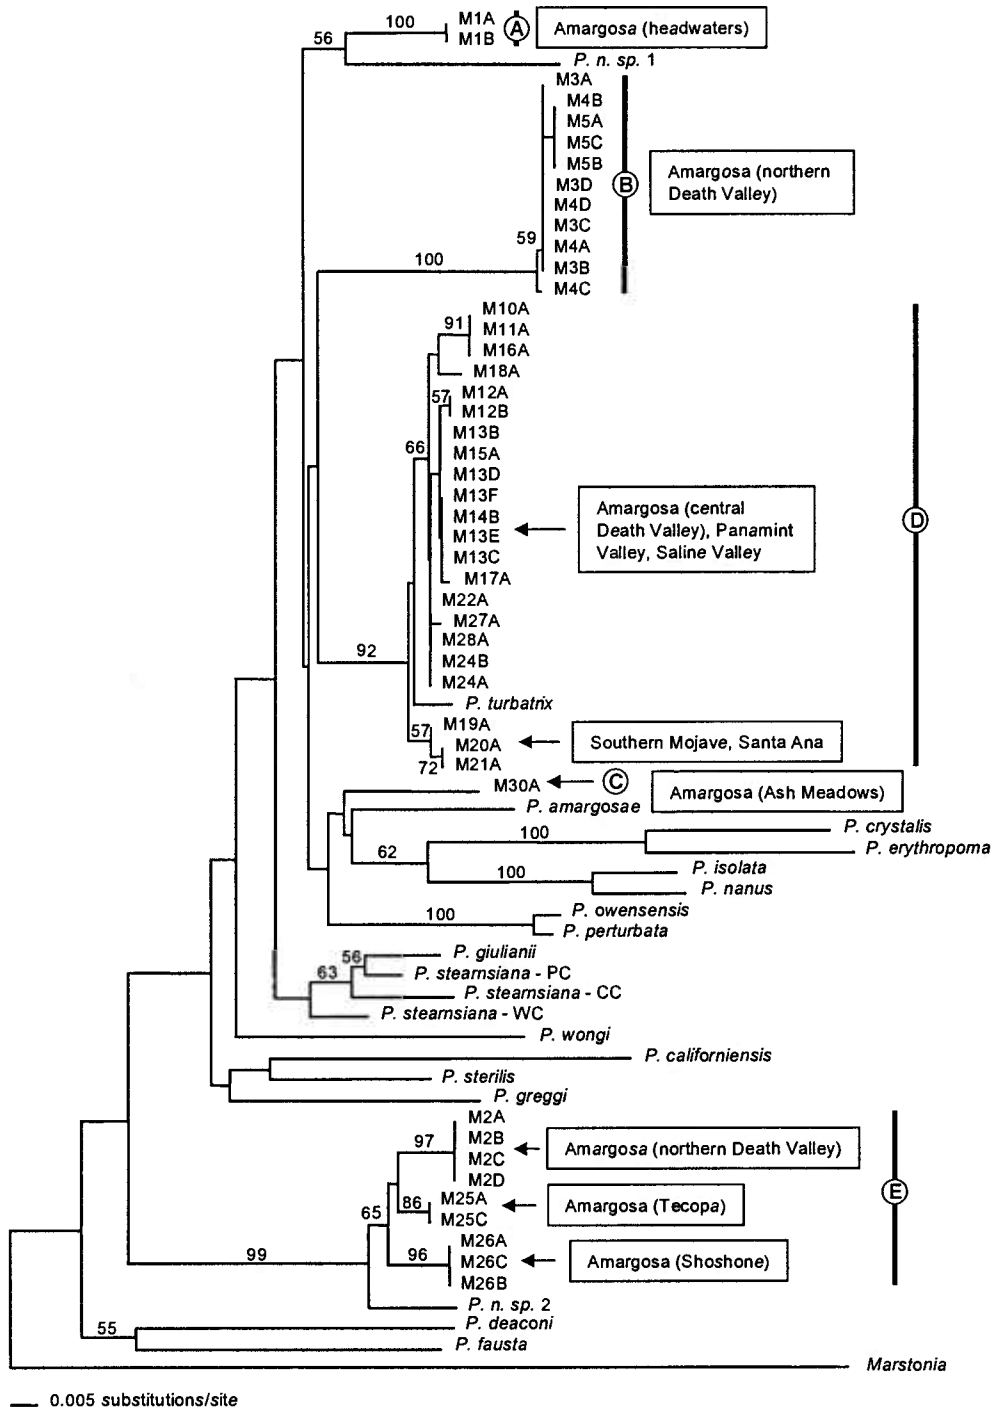 100
M1A
M1B
A
Amargosa (headwaters)
56
P. n. sp. 1
M3A
M4B
M5A
M5C
M5B
M3D
M4D
M3C
M4A
M3B
M4C
59
100
B
Amargosa (northern
Death Valley)
M10A
91
M11A
M16A
M18A
M12A
57
M12B
M13B
66
M15A
M13D
M13F
M14B
M13E
M13C
M17A
M22A
M27A
M28A
M24B
M24A
92
Amargosa (central
Death Valley), Panamint
Valley, Saline Valley
D
P. turbatrix
M19A
57
M20A
72
M21A
Southern Mojave, Santa Ana
M30A
C
Amargosa (Ash Meadows)
P. amargosae
P. crystalis
100
P. erythropoma
62
P. isolata
100
P. nanus
P. owensensis
100
P. perturbata
P. giulianii
56
P. stearnsiana - PC
63
P. stearnsiana - CC
P. stearnsiana - WC
P. wongi
P. californiensis
P. sterilis
P. greggi
M2A
97
M2B
M2C
M2D
Amargosa (northern Death Valley)
M25A
86
M25C
Amargosa (Tecopa)
E
65
M26A
96
M26C
M26B
Amargosa (Shoshone)
99
P. n. sp. 2
P. deaconi
55
P. fausta
Marstonia
0.005 substitutions/site